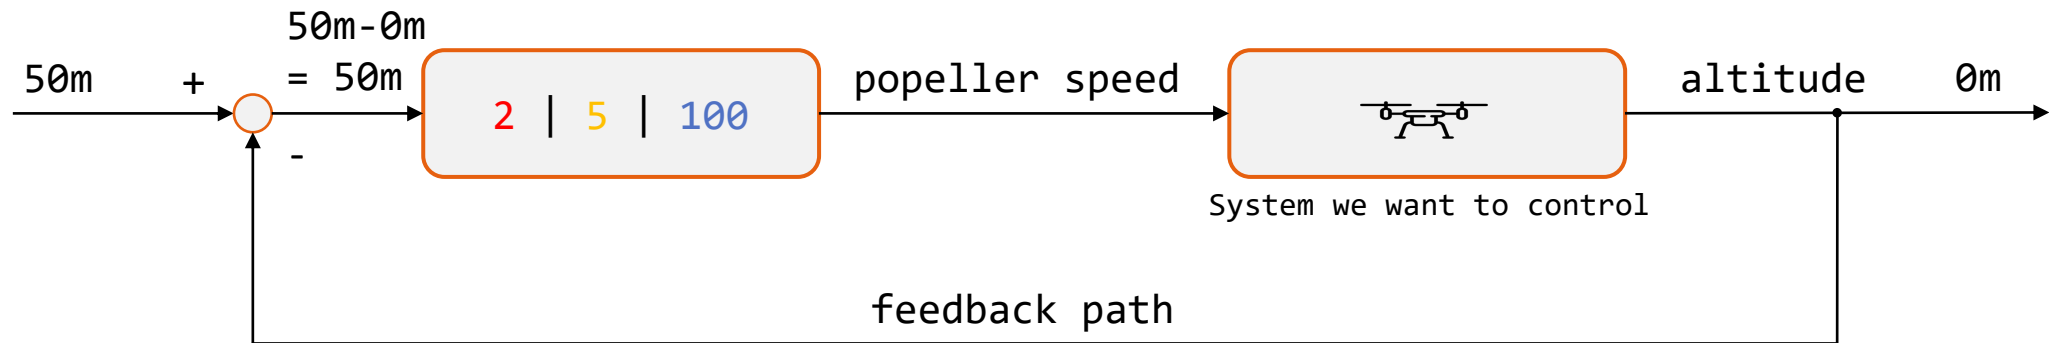 50m-0m
50m + = 50m
2 | 5 | 100
popeller speed
altitude 0m
-
System we want to control
feedback path